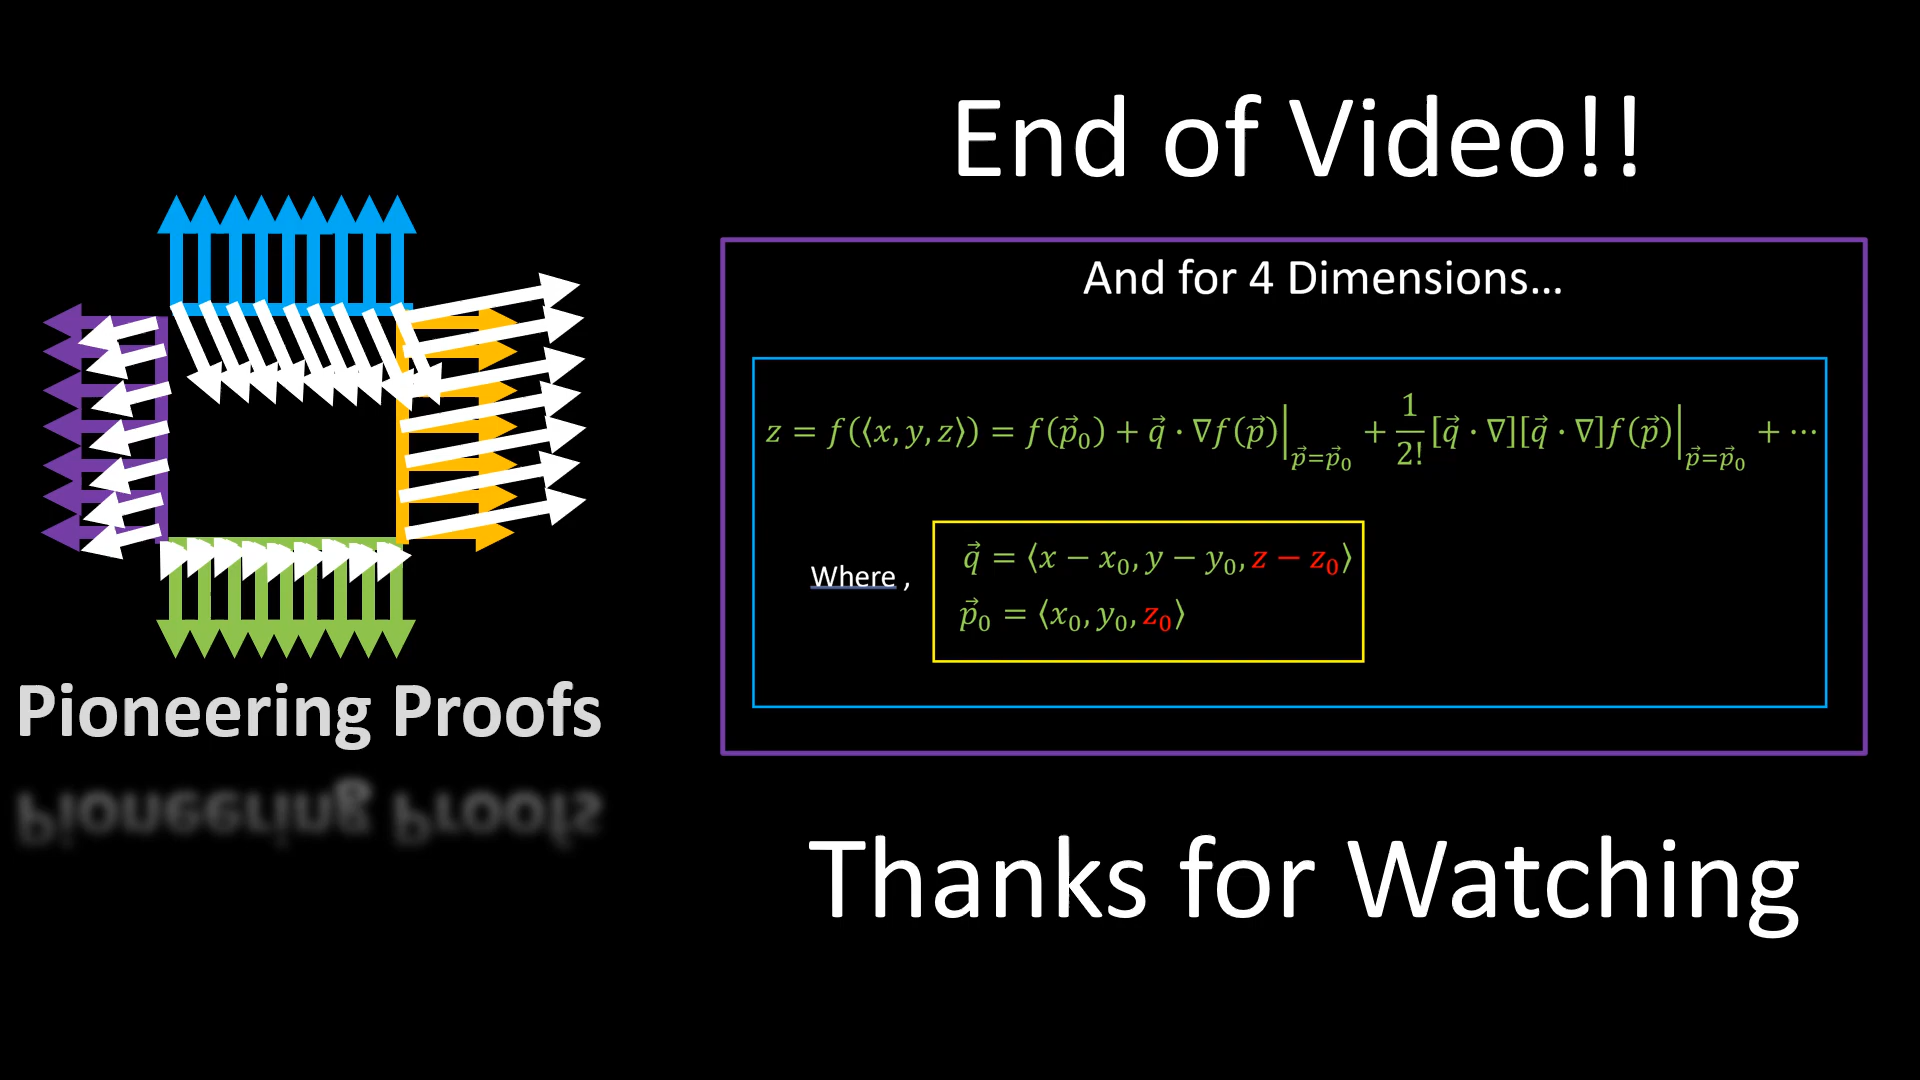 End of Video!!
And for 4 Dimensions...
z = f(⟨x, y, z⟩) = f(p⃗₀) + q⃗ · ∇f(p⃗)|p⃗=p⃗₀ + 1/2! [q⃗ · ∇][q⃗ · ∇]f(p⃗)|p⃗=p⃗₀ + ⋯
Where ,
q⃗ = ⟨x − x₀, y − y₀, z − z₀⟩
p⃗₀ = ⟨x₀, y₀, z₀⟩
Pioneering Proofs
Thanks for Watching